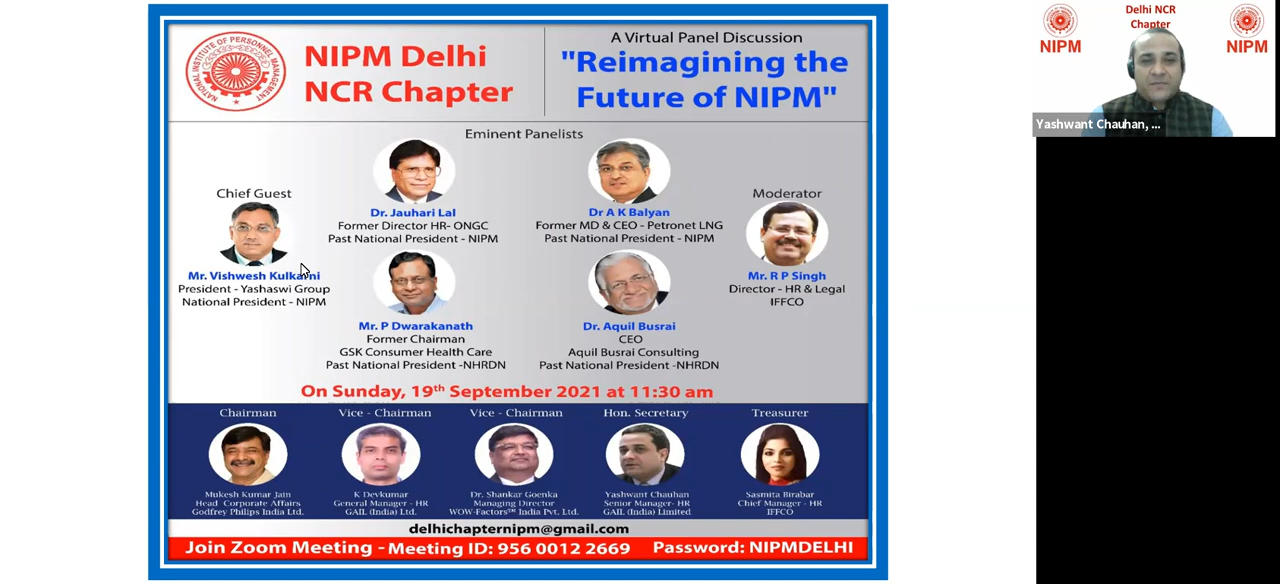 NATIONAL INSTITUTE OF PERSONNEL MANAGEMENT
NIPM Delhi
NCR Chapter
A Virtual Panel Discussion
"Reimagining the
Future of NIPM"
Eminent Panelists
Chief Guest
Mr. Vishwesh Kulkarni
President - Yashaswi Group
National President - NIPM
Dr. Jauhari Lal
Former Director HR- ONGC
Past National President - NIPM
Dr A K Balyan
Former MD & CEO - Petronet LNG
Past National President - NIPM
Moderator
Mr. R P Singh
Director - HR & Legal
IFFCO
Mr. P Dwarakanath
Former Chairman
GSK Consumer Health Care
Past National President -NHRDN
Dr. Aquil Busrai
CEO
Aquil Busrai Consulting
Past National President -NHRDN
On Sunday, 19th September 2021 at 11:30 am
Chairman
Mukesh Kumar Jain
Head Corporate Affairs
Godfrey Philips India Ltd.
Vice - Chairman
K Devkumar
General Manager - HR
GAIL (India) Ltd.
Vice - Chairman
Dr. Shankar Goenka
Managing Director
WOW-Factors™ India Pvt. Ltd.
Hon. Secretary
Yashwant Chauhan
Senior Manager- HR
GAIL (India) Limited
Treasurer
Sasmita Birabar
Chief Manager - HR
IFFCO
delhichapternipm@gmail.com
Join Zoom Meeting - Meeting ID: 956 0012 2669 Password: NIPMDELHI
NIPM
Delhi NCR
Chapter
NIPM
Yashwant Chauhan, ...